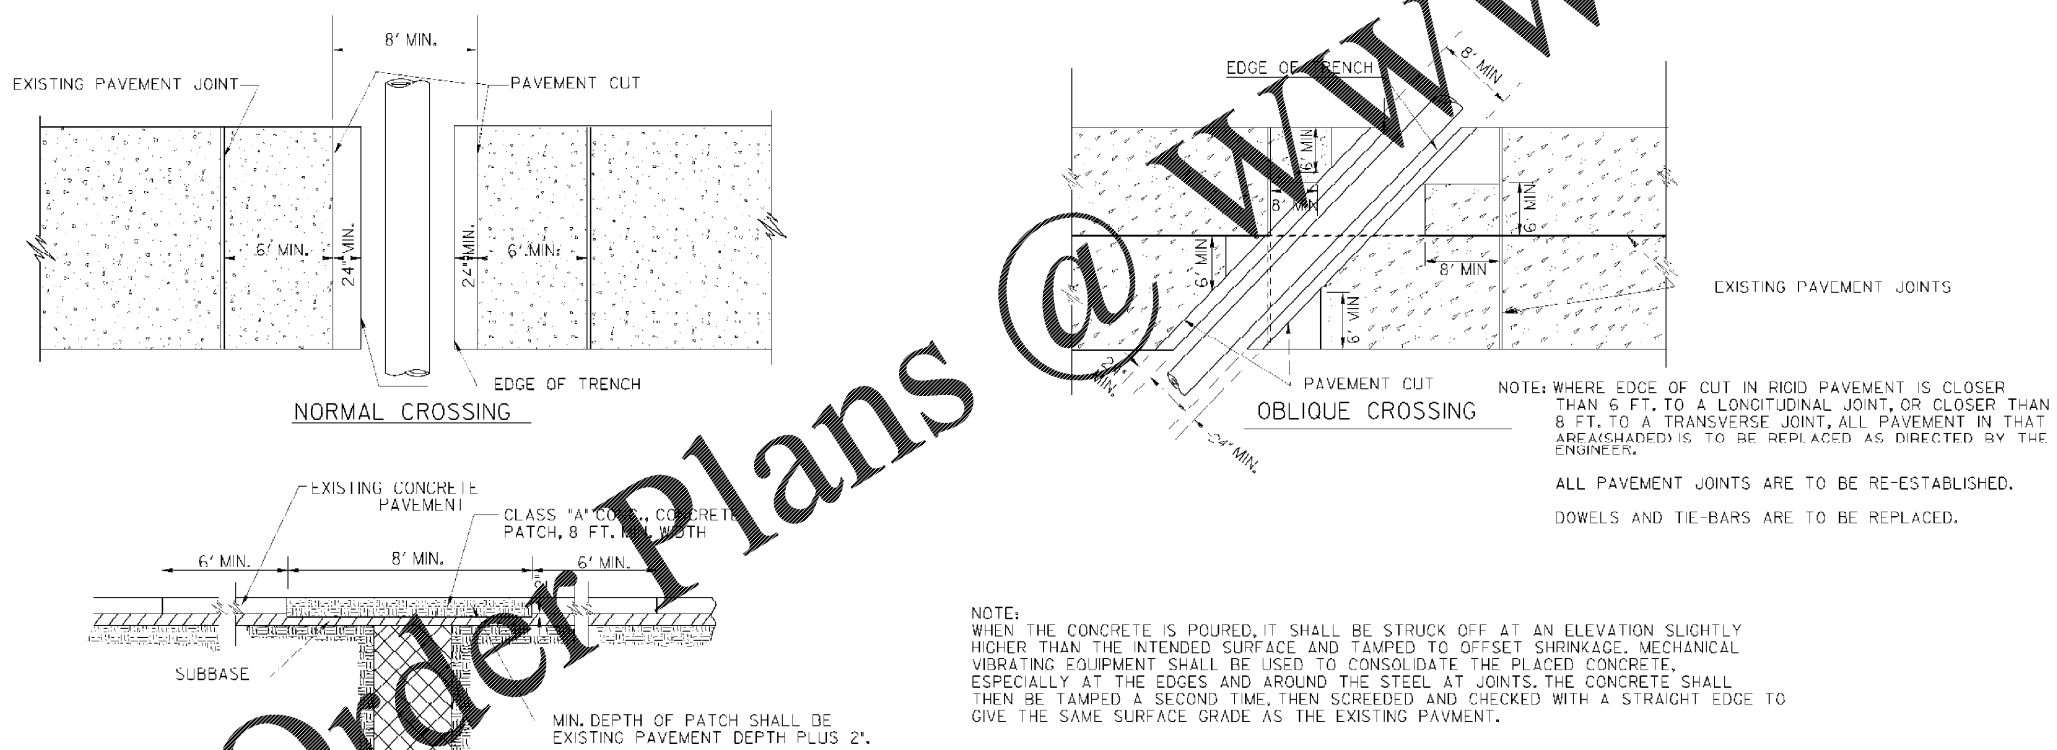 8' MIN.
EXISTING PAVEMENT JOINT
PAVEMENT CUT
6' MIN.
24" MIN.
24" MIN.
6' MIN.
EDGE OF TRENCH
NORMAL CROSSING
EDGE OF TRENCH
8' MIN
6' MIN
8' MIN
6' MIN
6' MIN
8' MIN
6' MIN
EXISTING PAVEMENT JOINTS
24" MIN.
PAVEMENT CUT
OBLIQUE CROSSING
24" MIN.
NOTE: WHERE EDGE OF CUT IN RIGID PAVEMENT IS CLOSER
THAN 6 FT. TO A LONGITUDINAL JOINT, OR CLOSER THAN
8 FT. TO A TRANSVERSE JOINT, ALL PAVEMENT IN THAT
AREA(SHADED) IS TO BE REPLACED AS DIRECTED BY THE
ENGINEER.
ALL PAVEMENT JOINTS ARE TO BE RE-ESTABLISHED.
DOWELS AND TIE-BARS ARE TO BE REPLACED.
EXISTING CONCRETE
PAVEMENT
CLASS "A" CONC., CONCRETE
PATCH, 8 FT. MIN. WIDTH
6' MIN.
8' MIN.
6' MIN.
2"
SUBBASE
MIN. DEPTH OF PATCH SHALL BE
EXISTING PAVEMENT DEPTH PLUS 2".
NOTE:
WHEN THE CONCRETE IS POURED, IT SHALL BE STRUCK OFF AT AN ELEVATION SLIGHTLY
HIGHER THAN THE INTENDED SURFACE AND TAMPED TO OFFSET SHRINKAGE. MECHANICAL
VIBRATING EQUIPMENT SHALL BE USED TO CONSOLIDATE THE PLACED CONCRETE,
ESPECIALLY AT THE EDGES AND AROUND THE STEEL AT JOINTS. THE CONCRETE SHALL
THEN BE TAMPED A SECOND TIME, THEN SCREEDED AND CHECKED WITH A STRAIGHT EDGE TO
GIVE THE SAME SURFACE GRADE AS THE EXISTING PAVMENT.
Order Plans @ www